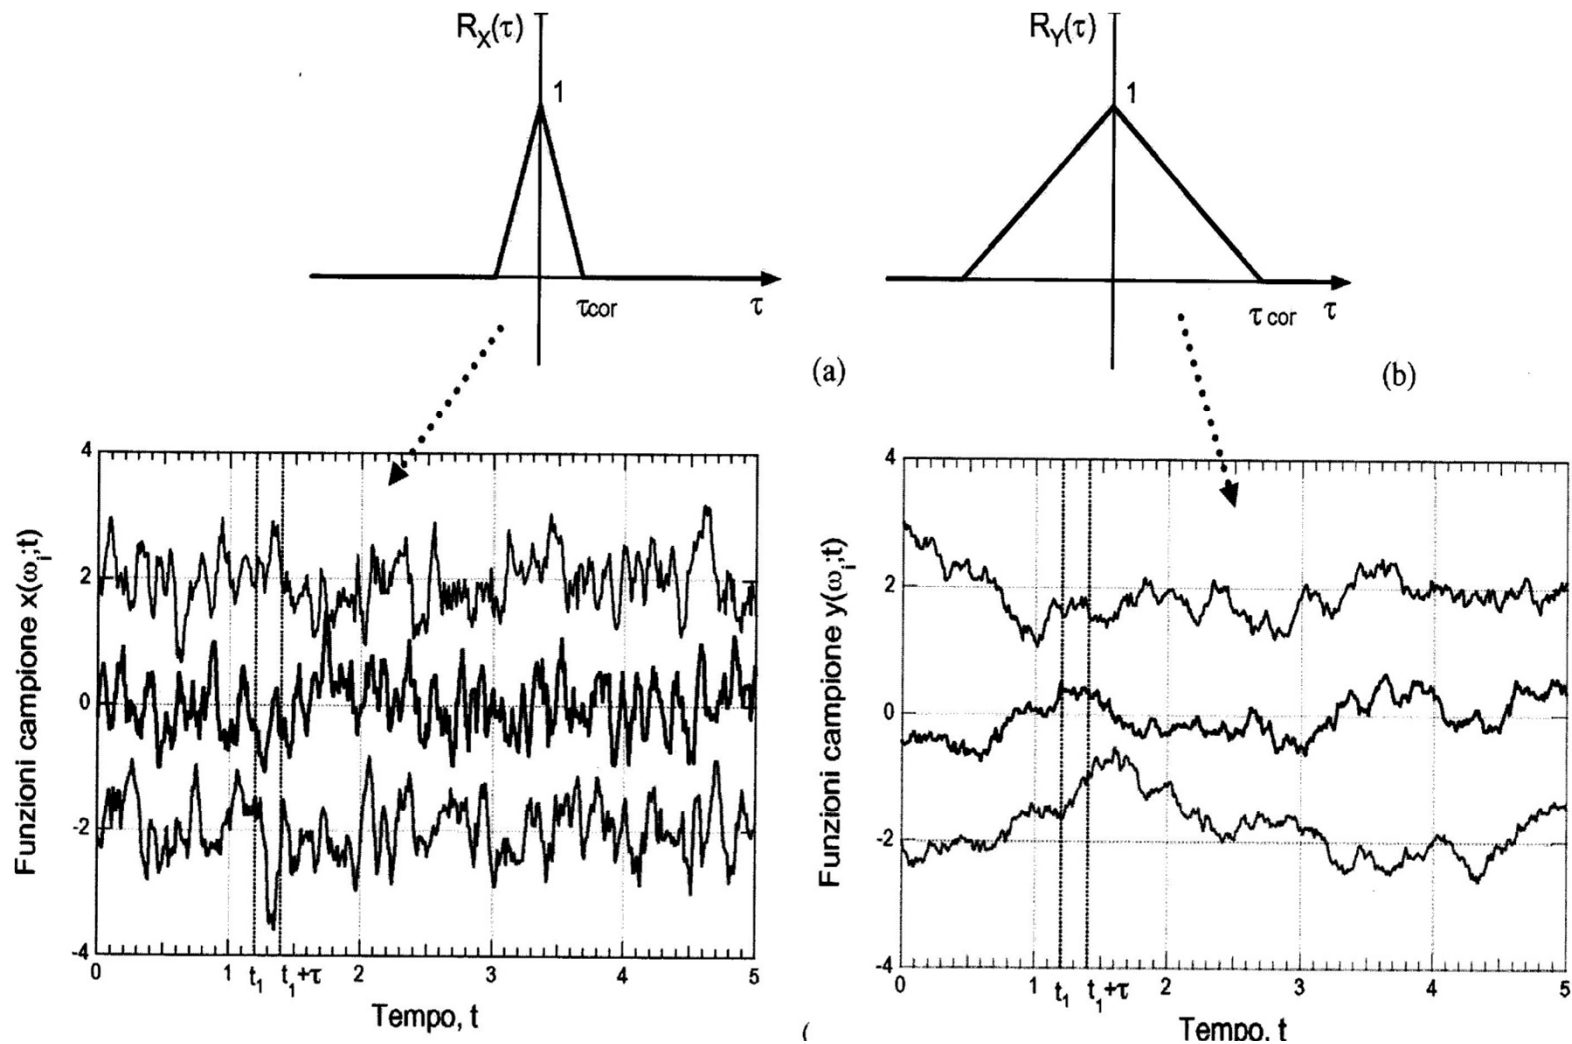 R_X(τ)
1
τcor
τ
(a)
R_Y(τ)
1
τ cor
τ
(b)
Funzioni campione x(ω_i;t)
4
2
0
-2
-4
0
1
t_1
t_1+τ
2
3
4
5
Tempo, t
Funzioni campione y(ω_i;t)
4
2
0
-2
-4
0
1
t_1
t_1+τ
2
3
4
5
Tempo, t
(